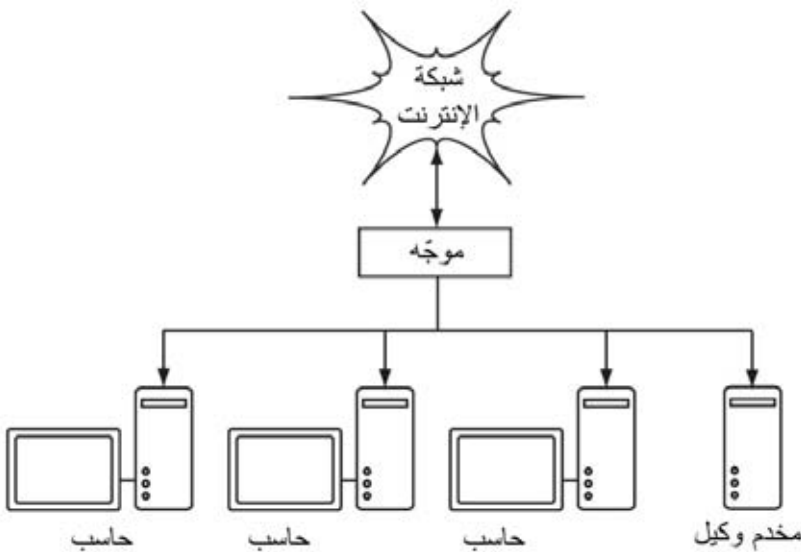 شبكة
الإنترنت
موجّه
مخدم وكيل
حاسب
حاسب
حاسب